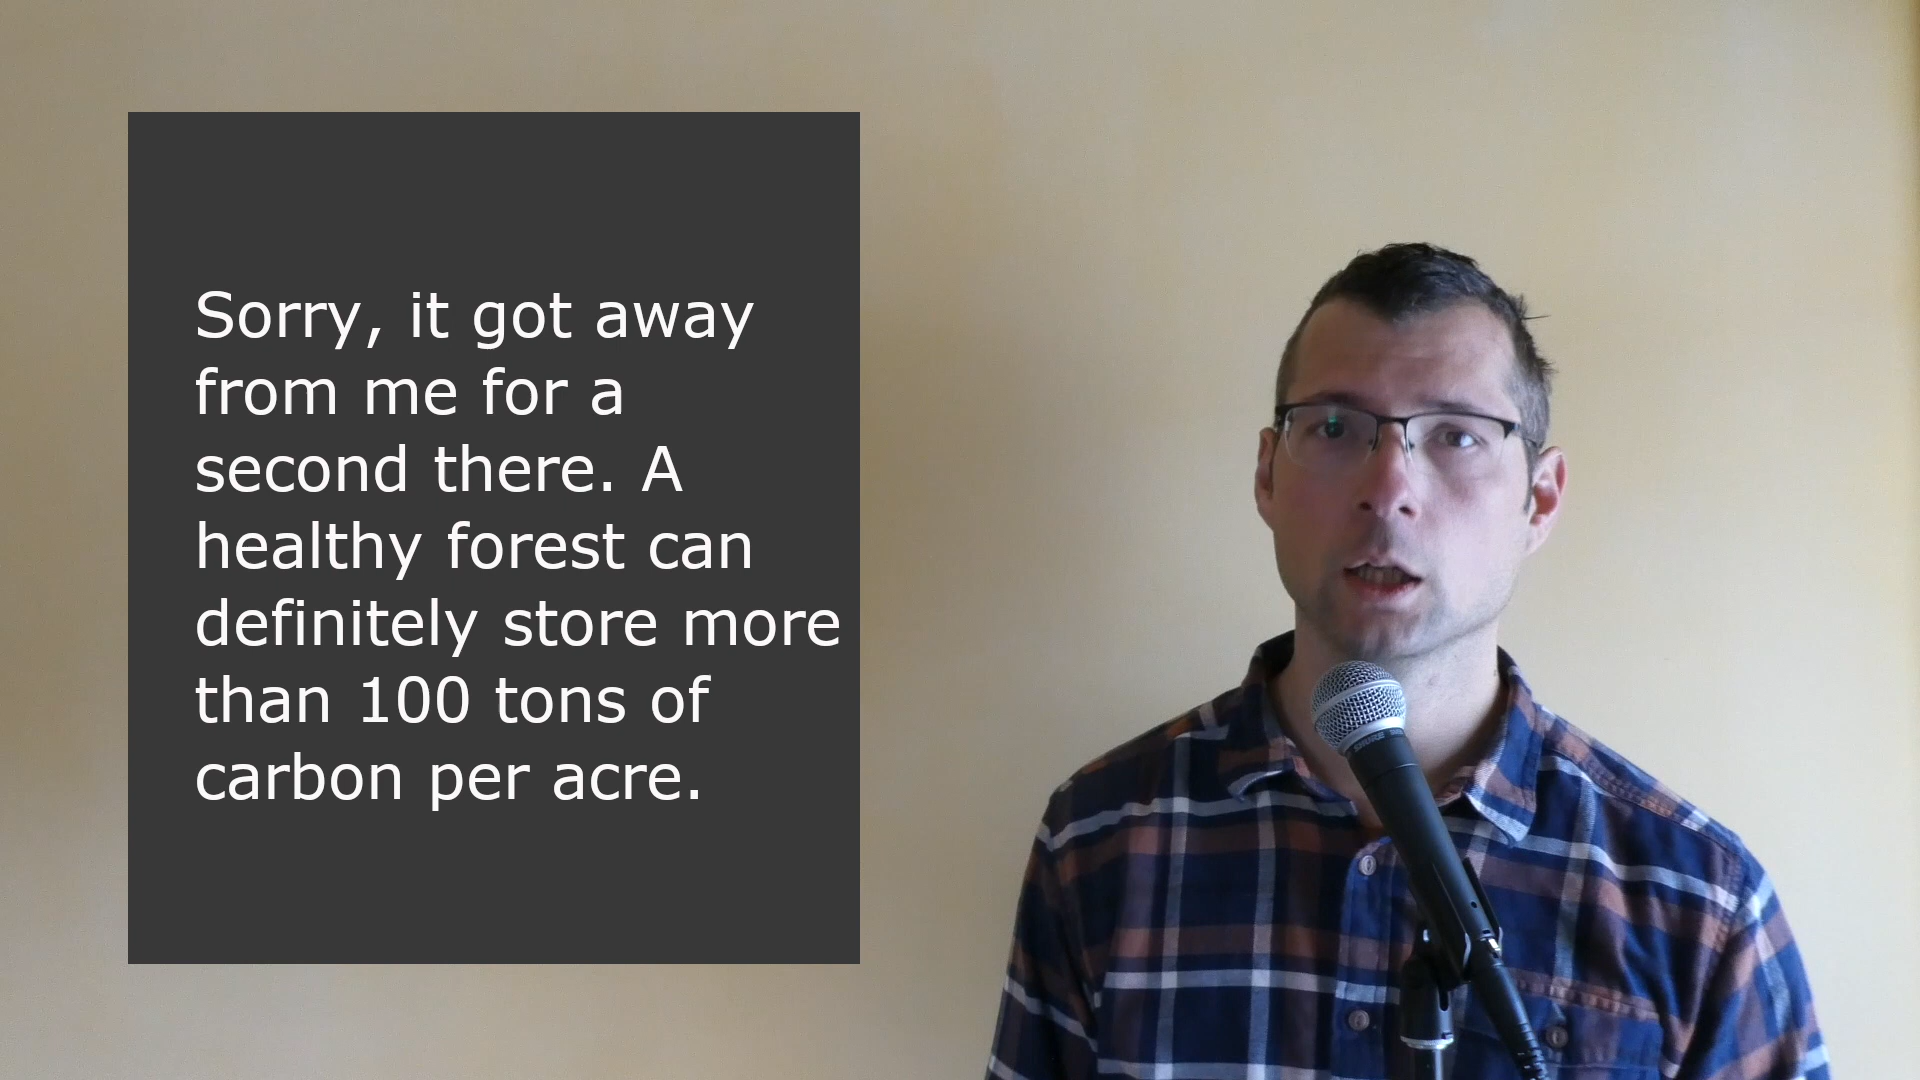 Sorry, it got away
from me for a
second there. A
healthy forest can
definitely store more
than 100 tons of
carbon per acre.
SHURE